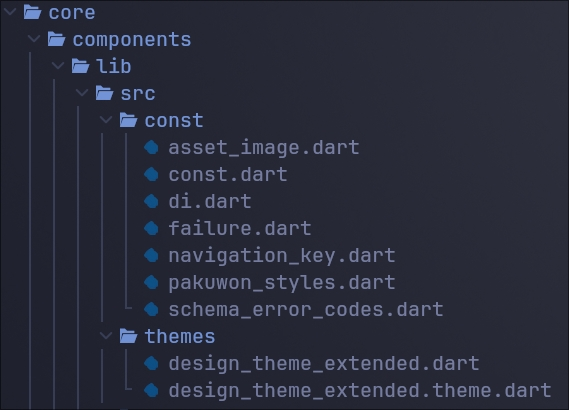 core
components
lib
src
const
asset_image.dart
const.dart
di.dart
failure.dart
navigation_key.dart
pakuwon_styles.dart
schema_error_codes.dart
themes
design_theme_extended.dart
design_theme_extended.theme.dart